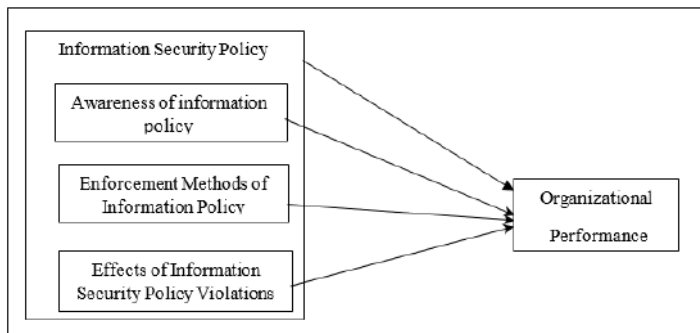 Information Security Policy
Awareness of information
policy
Enforcement Methods of
Information Policy
Effects of Information
Security Policy Violations
Organizational
Performance